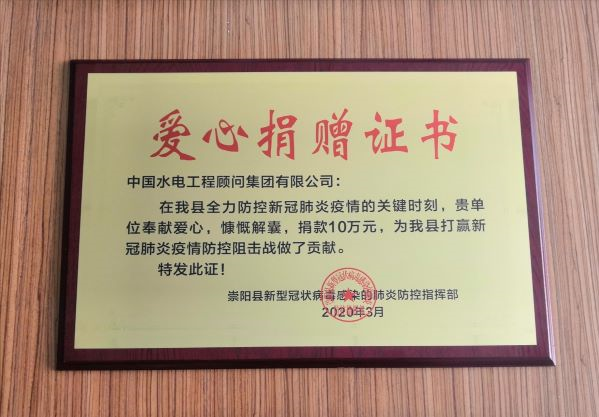 爱心捐赠证书
中国水电工程顾问集团有限公司：
在我县全力防控新冠肺炎疫情的关键时刻，贵单
位奉献爱心，慷慨解囊，捐款10万元，为我县打赢新
冠肺炎疫情防控阻击战做了贡献。
特发此证！
崇阳县新型冠状病毒感染的肺炎防控指挥部
2020年3月